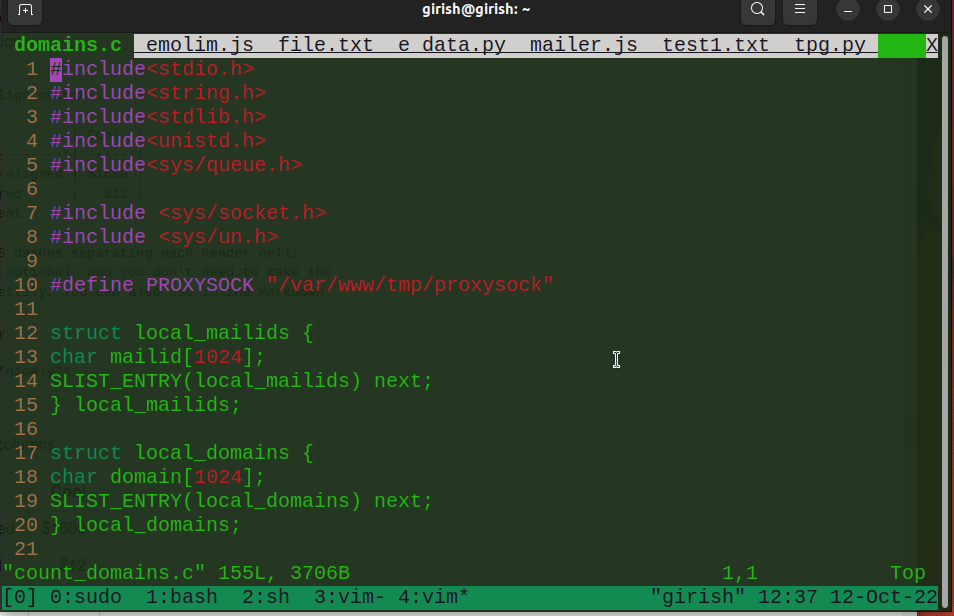 girish@girish: ~
domains.c emolim.js file.txt e_data.py mailer.js test1.txt tpg.py X
1 #include<stdio.h>
2 #include<string.h>
3 #include<stdlib.h>
4 #include<unistd.h>
5 #include<sys/queue.h>
6
7 #include <sys/socket.h>
8 #include <sys/un.h>
9
10 #define PROXYSOCK "/var/www/tmp/proxysock"
11
12 struct local_mailids {
13 char mailid[1024];
14 SLIST_ENTRY(local_mailids) next;
15 } local_mailids;
16
17 struct local_domains {
18 char domain[1024];
19 SLIST_ENTRY(local_domains) next;
20 } local_domains;
21
"count_domains.c" 155L, 3706B 1,1 Top
[0] 0:sudo 1:bash 2:sh 3:vim- 4:vim* "girish" 12:37 12-Oct-22